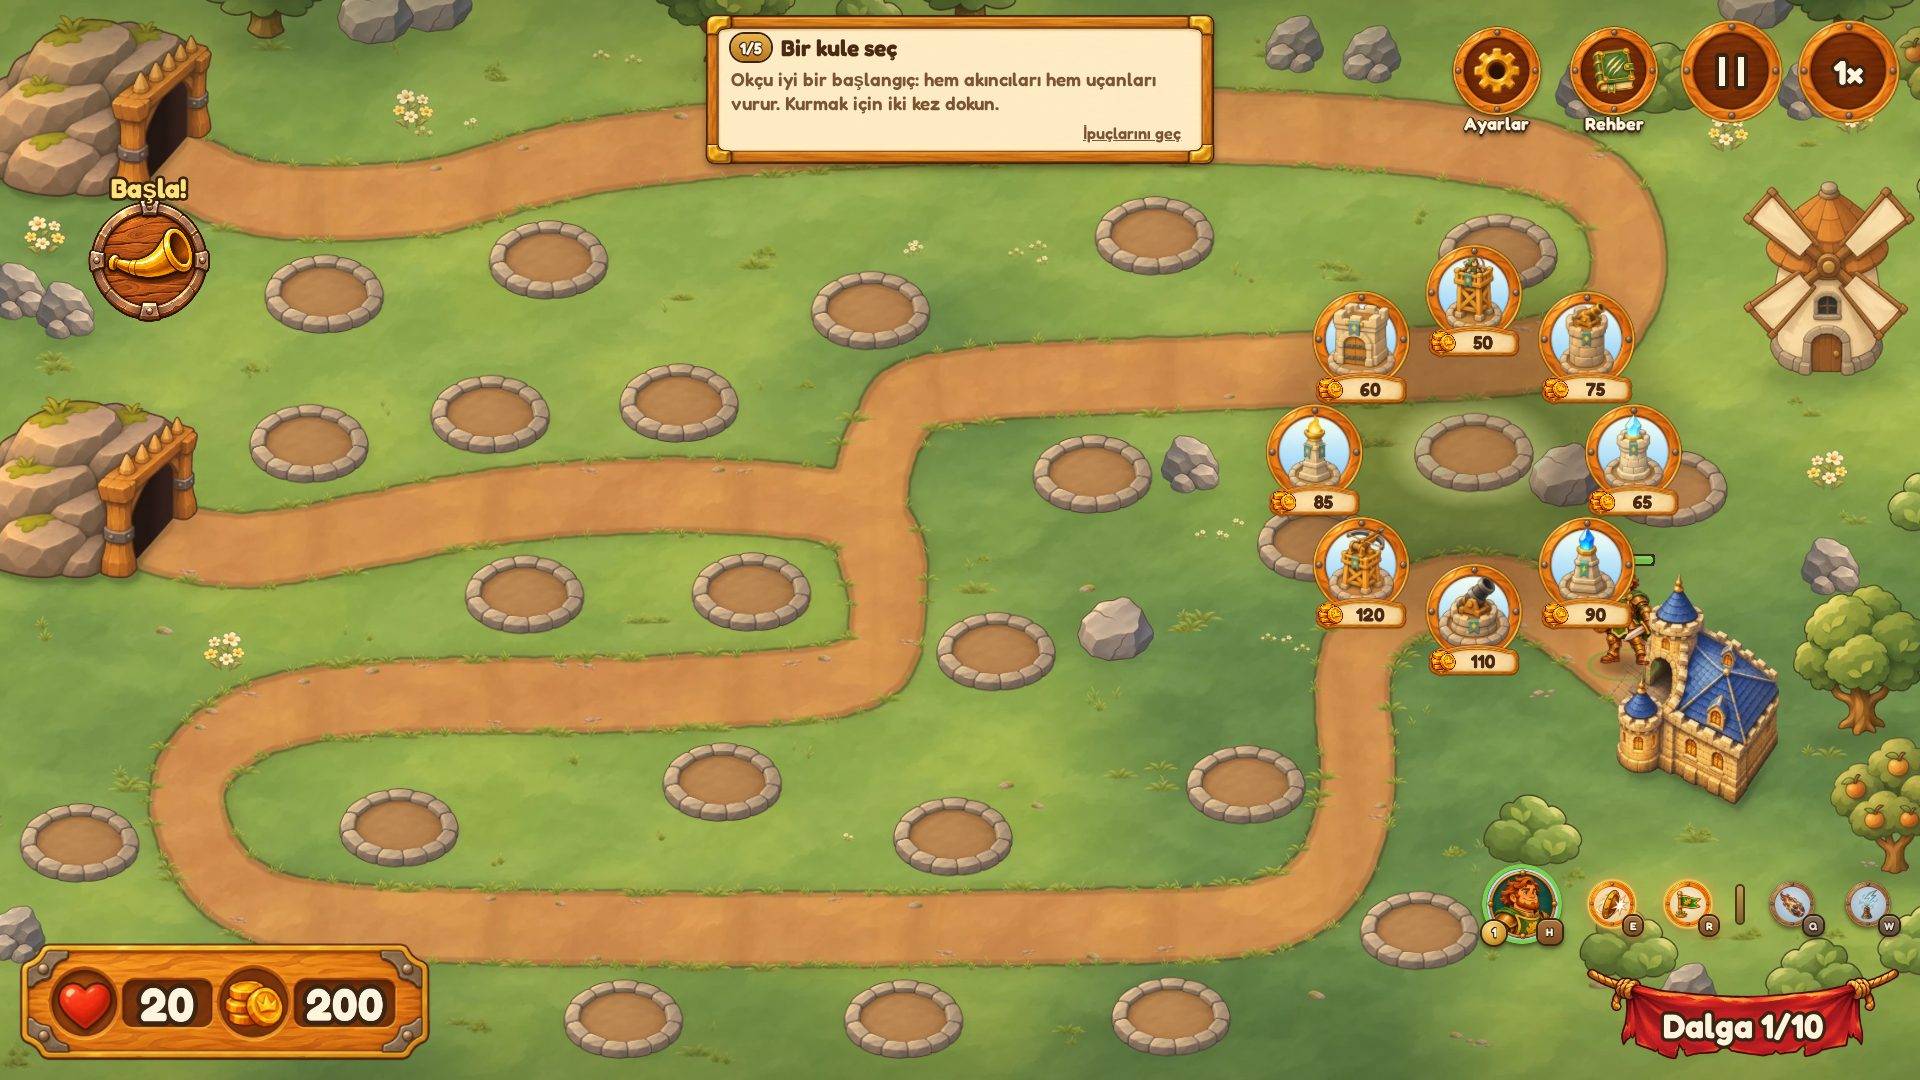 1/5 Bir kule seç
Okçu iyi bir başlangıç: hem akıncıları hem uçanları
vurur. Kurmak için iki kez dokun.
İpuçlarını geç
Ayarlar
Rehber
1x
Başla!
50
60
75
85
65
120
90
110
1
H
E
R
Q
W
20
200
Dalga 1/10